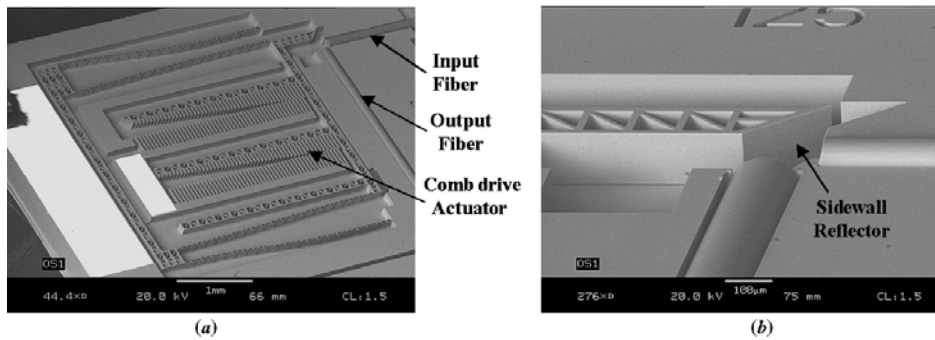 Input
Fiber
Output
Fiber
Comb drive
Actuator
OS1
44.4×D 20.0 kV 1mm 66 mm CL:1.5
(a)
125
Sidewall
Reflector
OS1
276×D 20.0 kV 100µm 75 mm CL:1.5
(b)